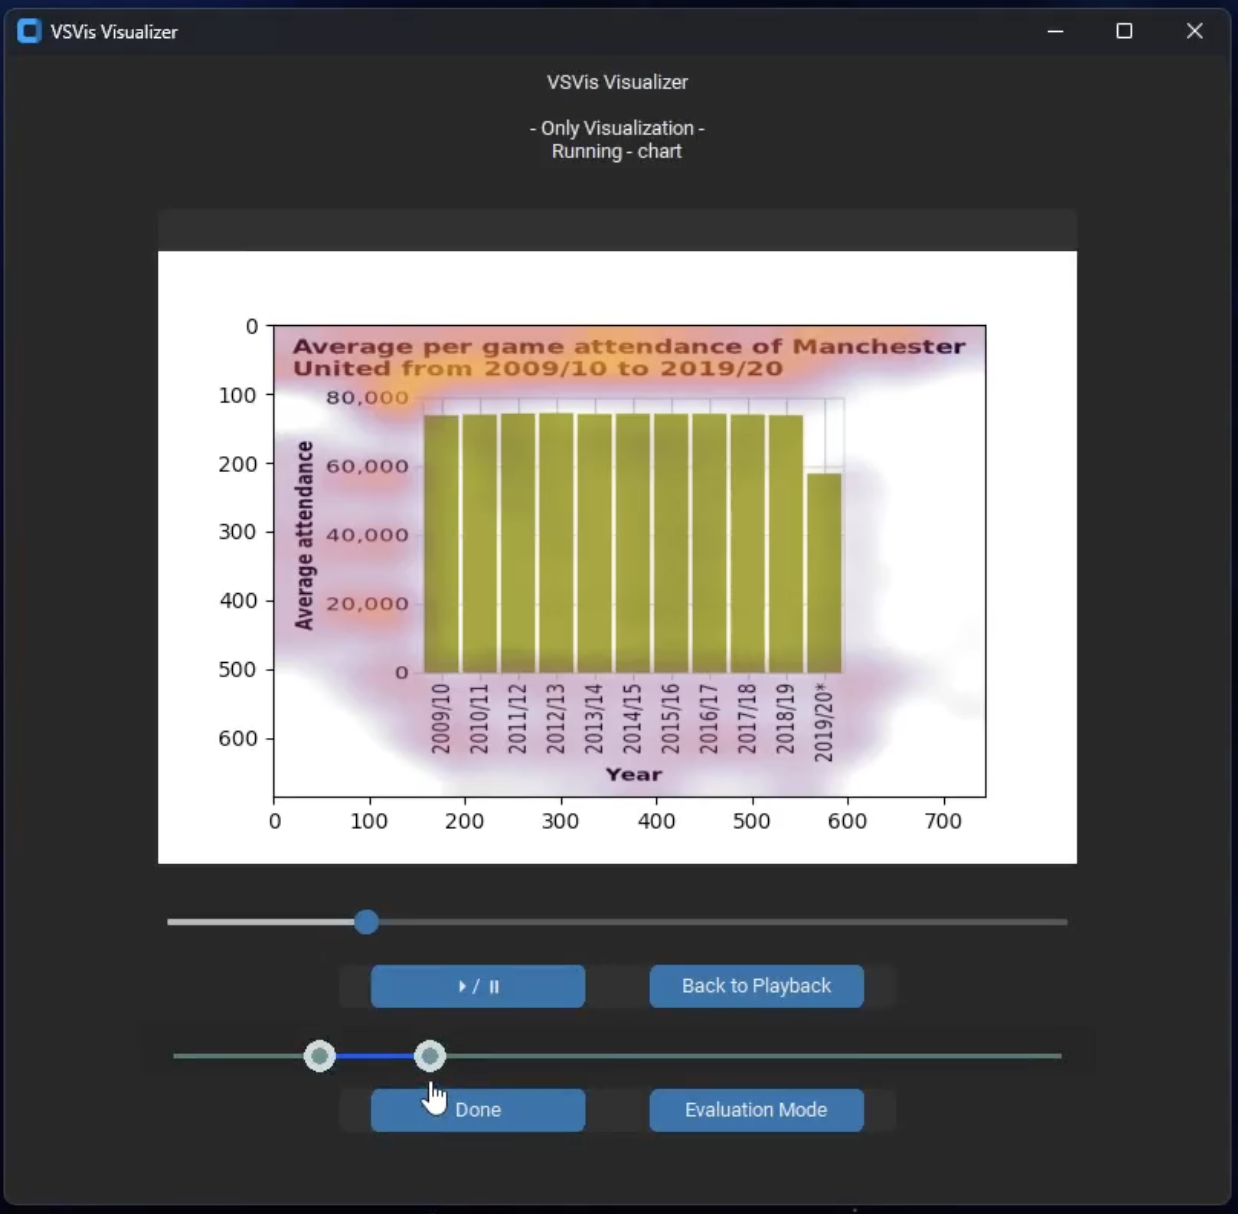 VSVis Visualizer
VSVis Visualizer
- Only Visualization -
Running - chart
Average per game attendance of Manchester
United from 2009/10 to 2019/20
80,000
60,000
40,000
20,000
0
Average attendance
2009/10
2010/11
2011/12
2012/13
2013/14
2014/15
2015/16
2016/17
2017/18
2018/19
2019/20*
Year
0
100
200
300
400
500
600
0
100
200
300
400
500
600
700
/
Back to Playback
Done
Evaluation Mode